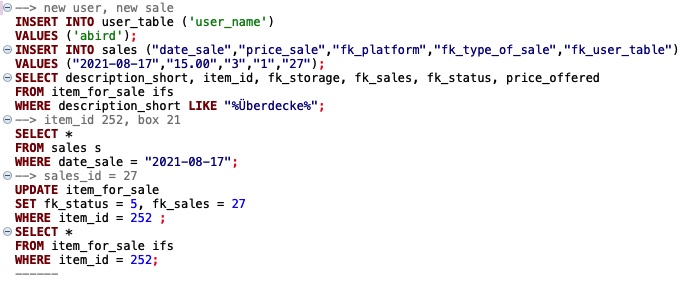 --> new user, new sale
INSERT INTO user_table ('user_name')
VALUES ('abird');
INSERT INTO sales ("date_sale","price_sale","fk_platform","fk_type_of_sale","fk_user_table")
VALUES ("2021-08-17","15.00","3","1","27");
SELECT description_short, item_id, fk_storage, fk_sales, fk_status, price_offered
FROM item_for_sale ifs
WHERE description_short LIKE "%Überdecke%";
--> item_id 252, box 21
SELECT *
FROM sales s
WHERE date_sale = "2021-08-17";
--> sales_id = 27
UPDATE item_for_sale
SET fk_status = 5, fk_sales = 27
WHERE item_id = 252 ;
SELECT *
FROM item_for_sale ifs
WHERE item_id = 252;
------